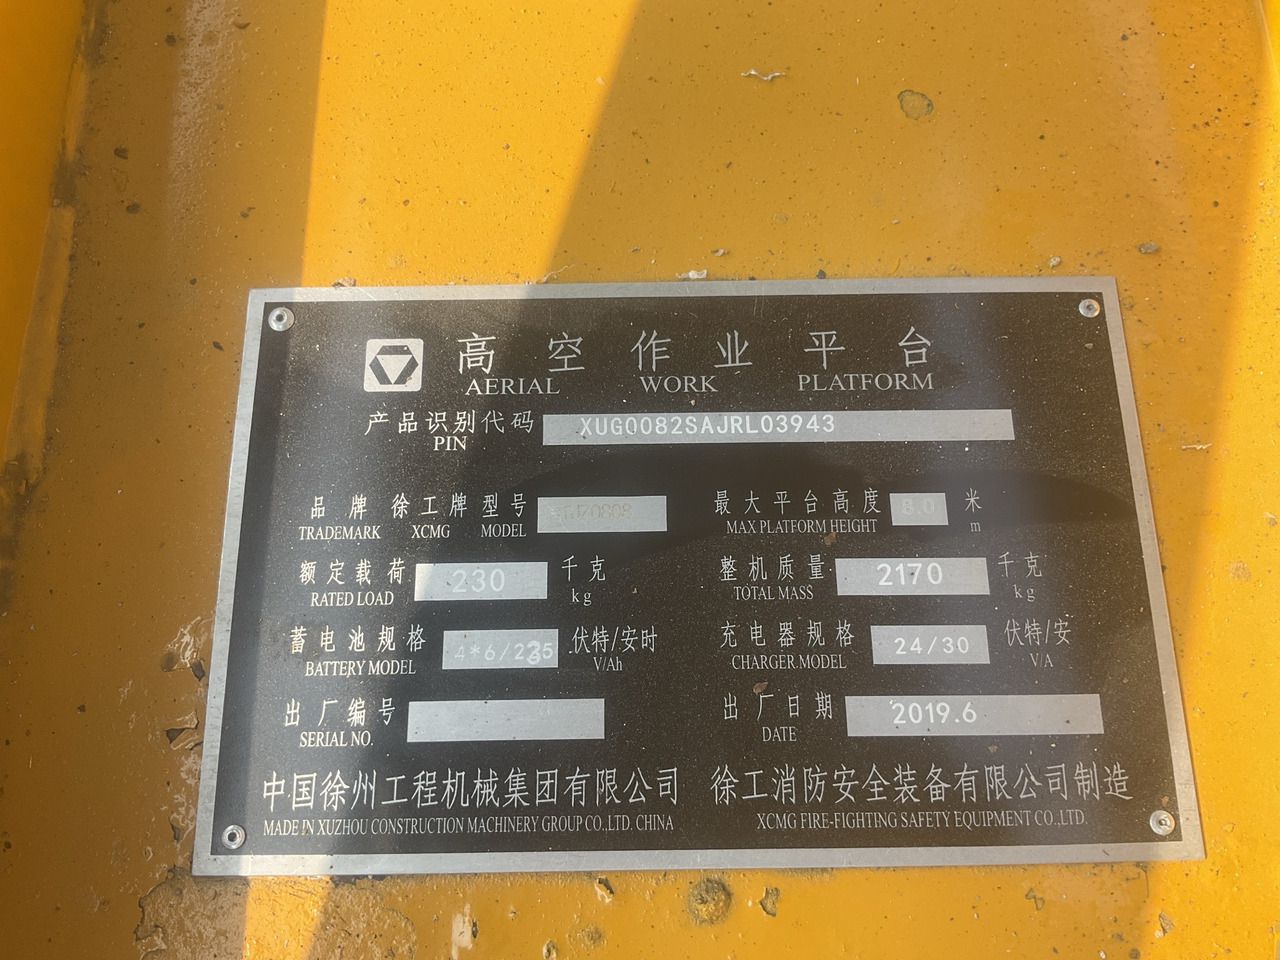 高空作业平台
AERIAL WORK PLATFORM
产品识别代码 XUG0082SAJRL03943
PIN
品牌 徐工牌 型号 最大平台高度 8.0 米
TRADEMARK XCMG MODEL MAX PLATFORM HEIGHT m
额定载荷 230 千克 整机质量 2170 千克
RATED LOAD kg TOTAL MASS kg
蓄电池规格 伏特/安时 充电器规格 24/30 伏特/安
BATTERY MODEL V/Ah CHARGER MODEL V/A
出厂编号 出厂日期 2019.6
SERIAL NO. DATE
中国徐州工程机械集团有限公司 徐工消防安全装备有限公司制造
MADE IN XUZHOU CONSTRUCTION MACHINERY GROUP CO.,LTD. CHINA XCMG FIRE-FIGHTING SAFETY EQUIPMENT CO.,LTD.